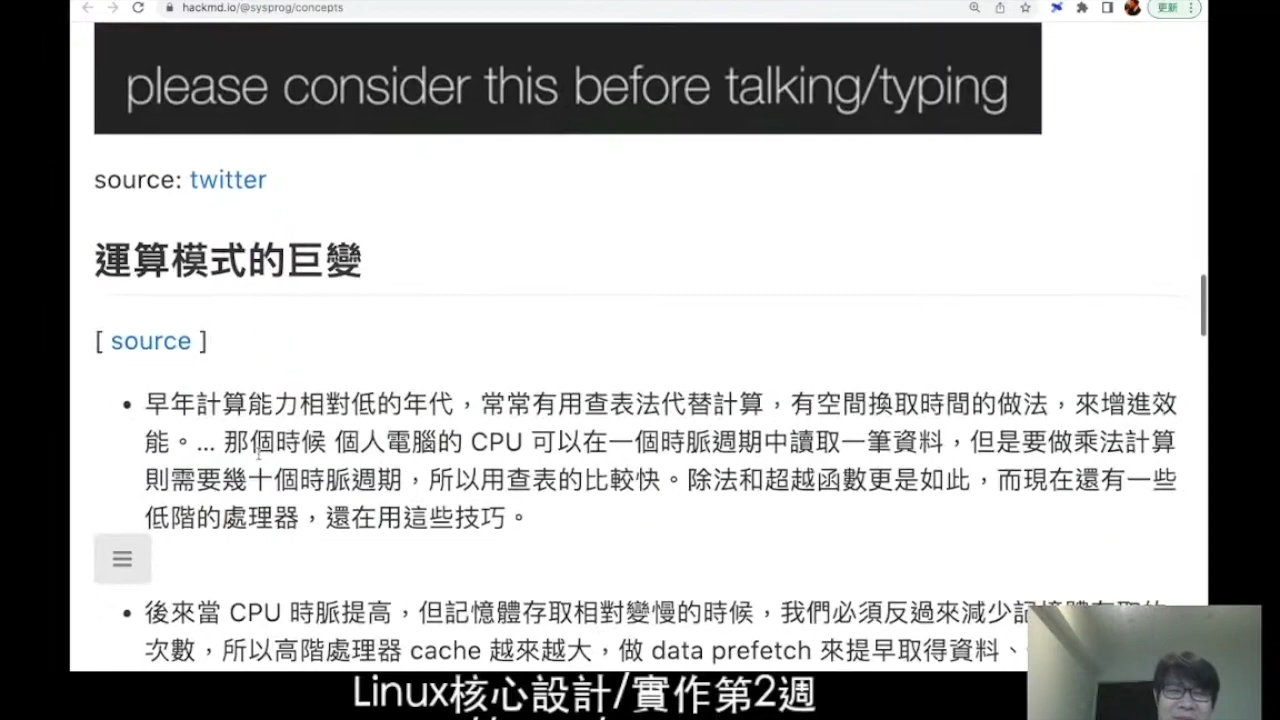 hackmd.io/@sysprog/concepts
更新
please consider this before talking/typing
source: twitter
運算模式的巨變
[ source ]
• 早年計算能力相對低的年代，常常有用查表法代替計算，有空間換取時間的做法，來增進效
能。... 那個時候 個人電腦的 CPU 可以在一個時脈週期中讀取一筆資料，但是要做乘法計算
則需要幾十個時脈週期，所以用查表的比較快。除法和超越函數更是如此，而現在還有一些
低階的處理器，還在用這些技巧。
• 後來當 CPU 時脈提高，但記憶體存取相對變慢的時候，我們必須反過來減少記憶體存取的
次數，所以高階處理器 cache 越來越大，做 data prefetch 來提早取得資料、
Linux核心設計/實作第2週